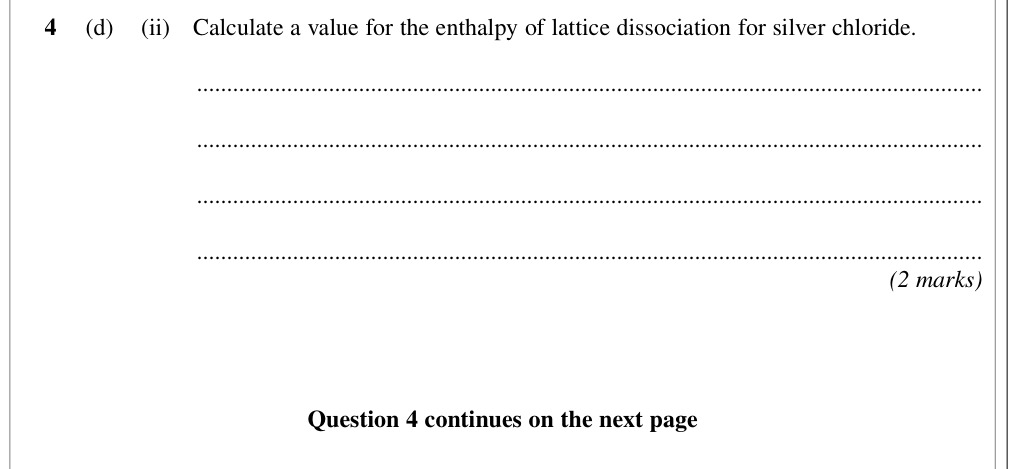 4 (d) (ii) Calculate a value for the enthalpy of lattice dissociation for silver chloride.
(2 marks)
Question 4 continues on the next page